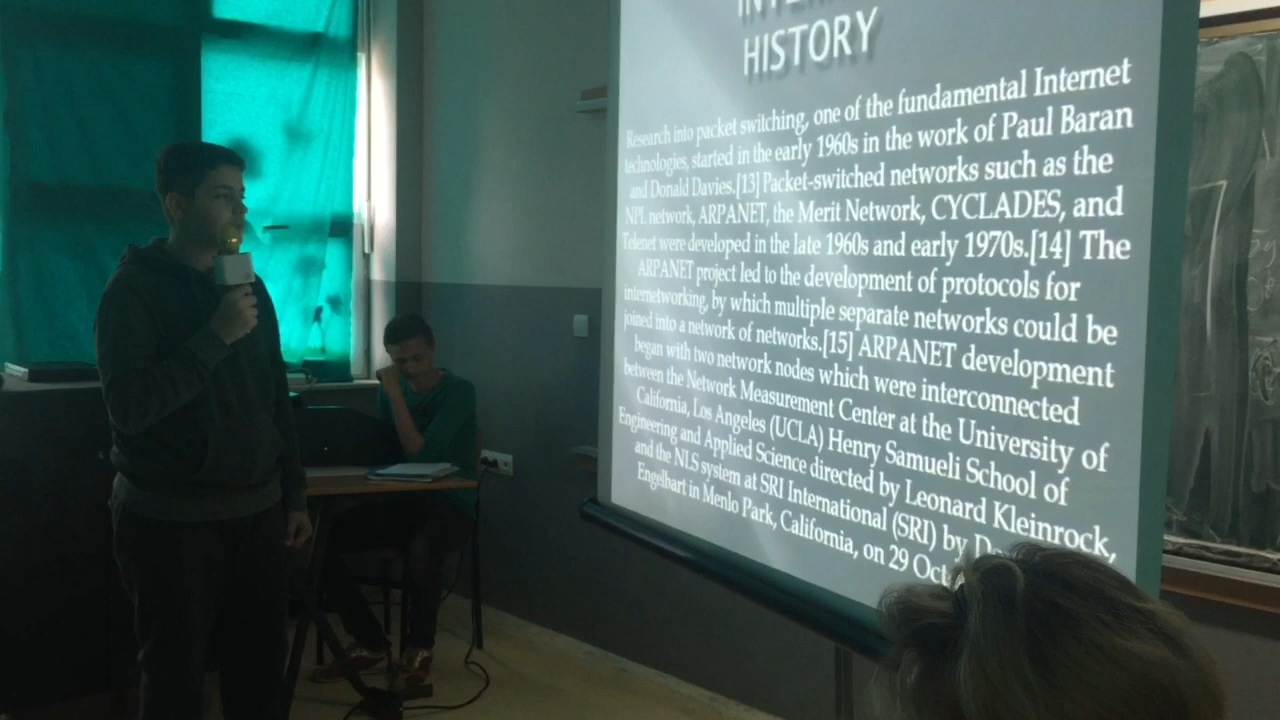 HISTORY
Research into packet switching, one of the fundamental Internet
technologies, started in the early 1960s in the work of Paul Baran
and Donald Davies.[13] Packet-switched networks such as the
NPL network, ARPANET, the Merit Network, CYCLADES, and
Telenet were developed in the late 1960s and early 1970s.[14] The
ARPANET project led to the development of protocols for
internetworking, by which multiple separate networks could be
joined into a network of networks.[15] ARPANET development
began with two network nodes which were interconnected
between the Network Measurement Center at the University of
California, Los Angeles (UCLA) Henry Samueli School of
Engineering and Applied Science directed by Leonard Kleinrock,
and the NLS system at SRI International (SRI) by
Engelbart in Menlo Park, California, on 29